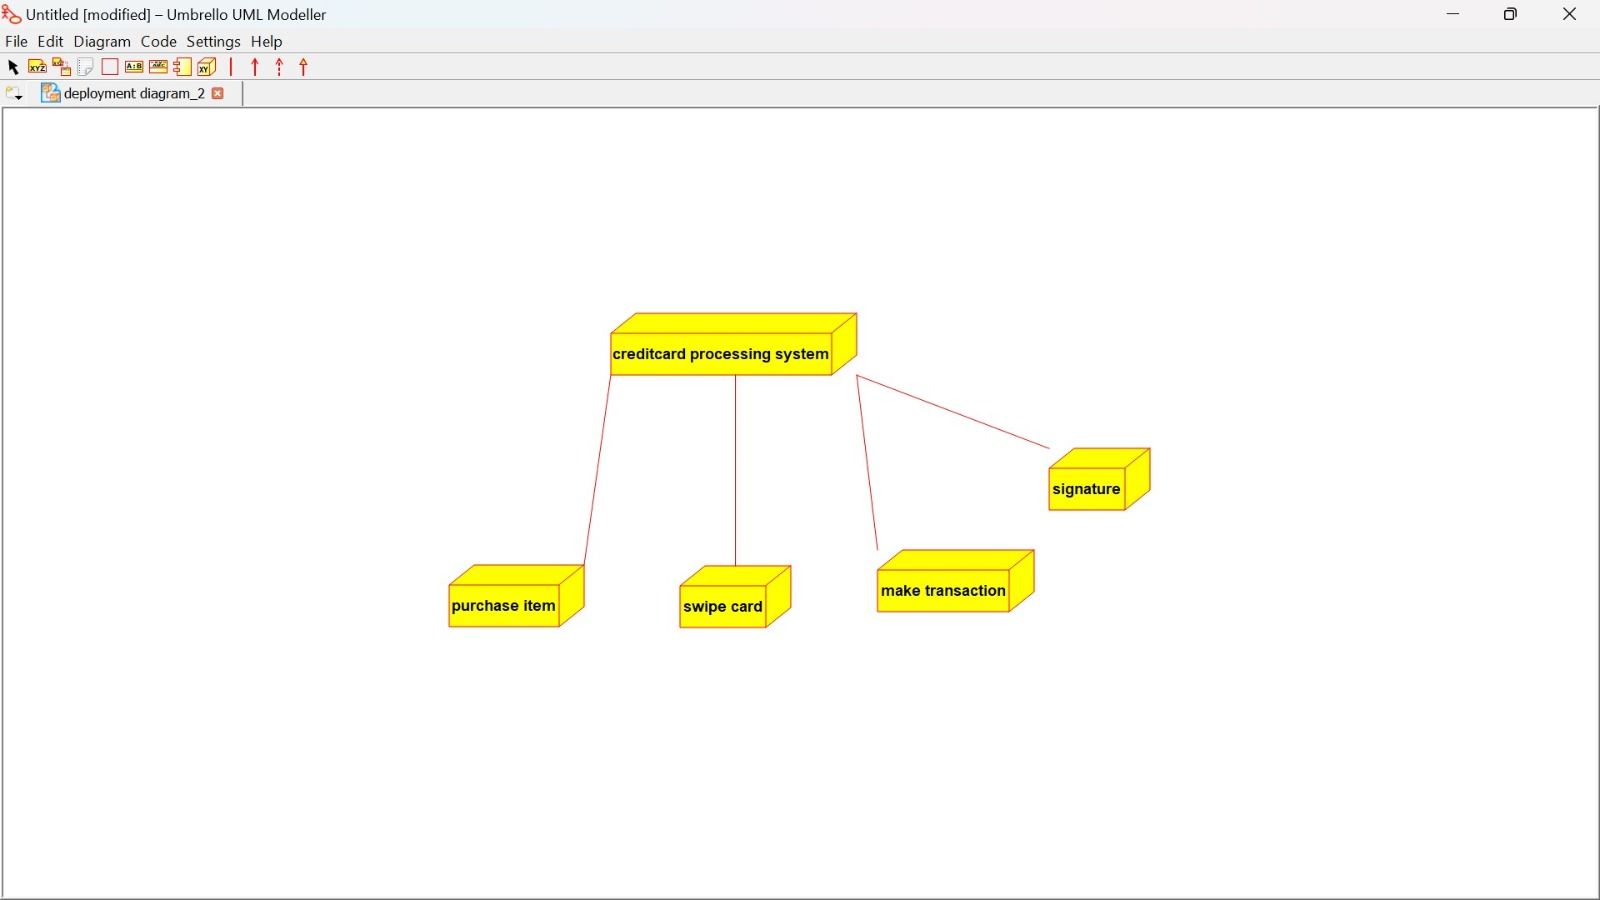 Untitled [modified] – Umbrello UML Modeller
File Edit Diagram Code Settings Help
deployment diagram_2
creditcard processing system
signature
purchase item
swipe card
make transaction